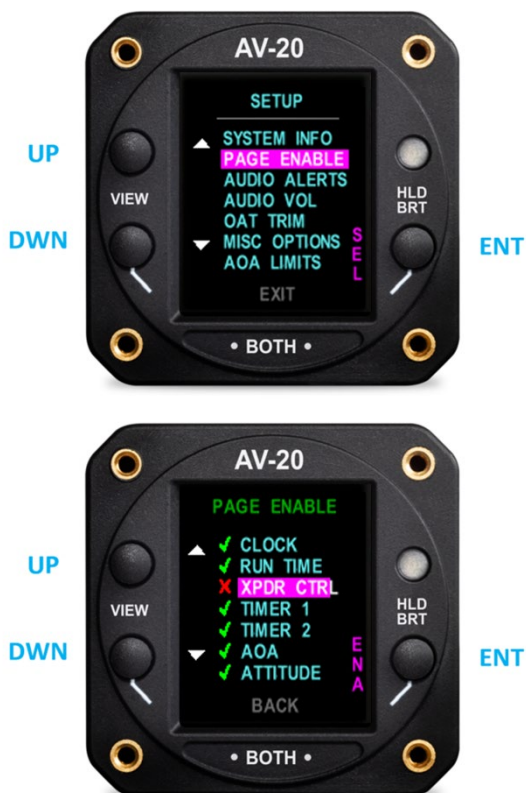 AV-20
SETUP
SYSTEM INFO
UP
PAGE ENABLE
AUDIO ALERTS
VIEW
AUDIO VOL
HLD
BRT
OAT TRIM
DWN
MISC OPTIONS
SEL
ENT
AOA LIMITS
EXIT
• BOTH •
AV-20
PAGE ENABLE
CLOCK
UP
RUN TIME
XPDR CTRL
VIEW
TIMER 1
HLD
BRT
TIMER 2
DWN
AOA
ENA
ENT
ATTITUDE
BACK
• BOTH •